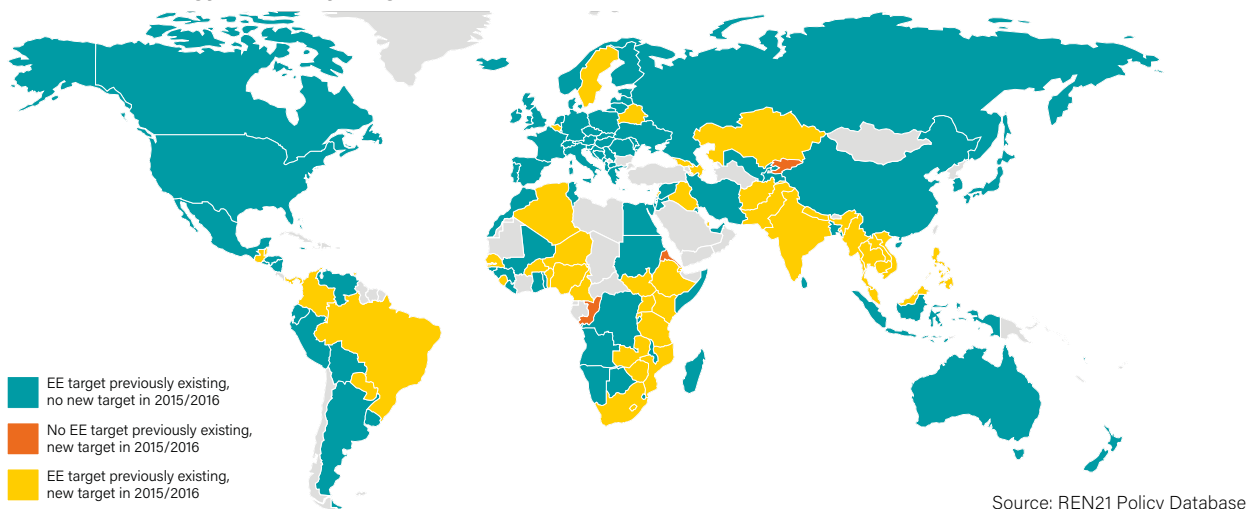 EE target previously existing,
no new target in 2015/2016
No EE target previously existing,
new target in 2015/2016
EE target previously existing,
new target in 2015/2016
Source: REN21 Policy Database